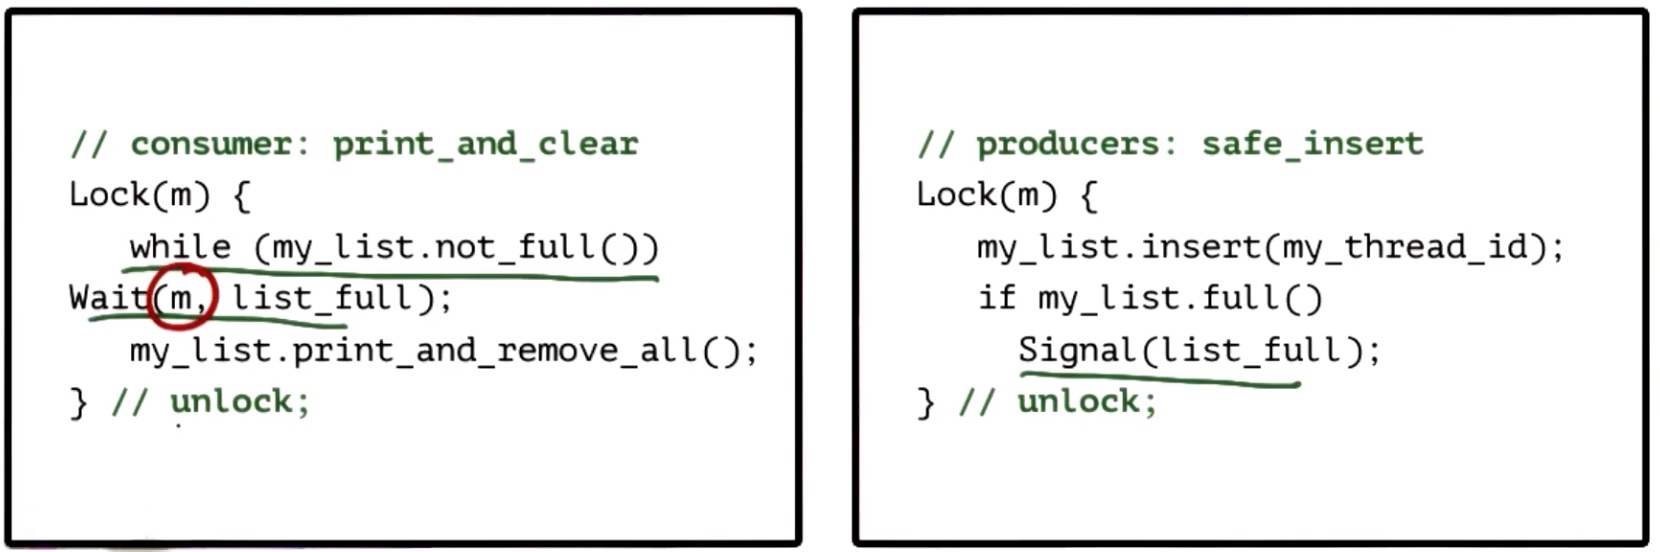 // consumer: print_and_clear
Lock(m) {
while (my_list.not_full())
Wait(m, list_full);
my_list.print_and_remove_all();
} // unlock;
// producers: safe_insert
Lock(m) {
my_list.insert(my_thread_id);
if my_list.full()
Signal(list_full);
} // unlock;